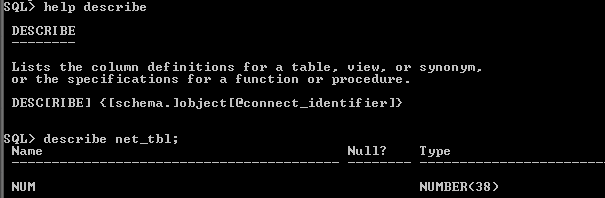 SQL> help describe
DESCRIBE
--------
Lists the column definitions for a table, view, or synonym,
or the specifications for a function or procedure.
DESC[RIBE] {[schema.]object[@connect_identifier]}
SQL> describe net_tbl;
Name Null? Type
----------------------------------------- -------- ----------------------------
NUM NUMBER(38)